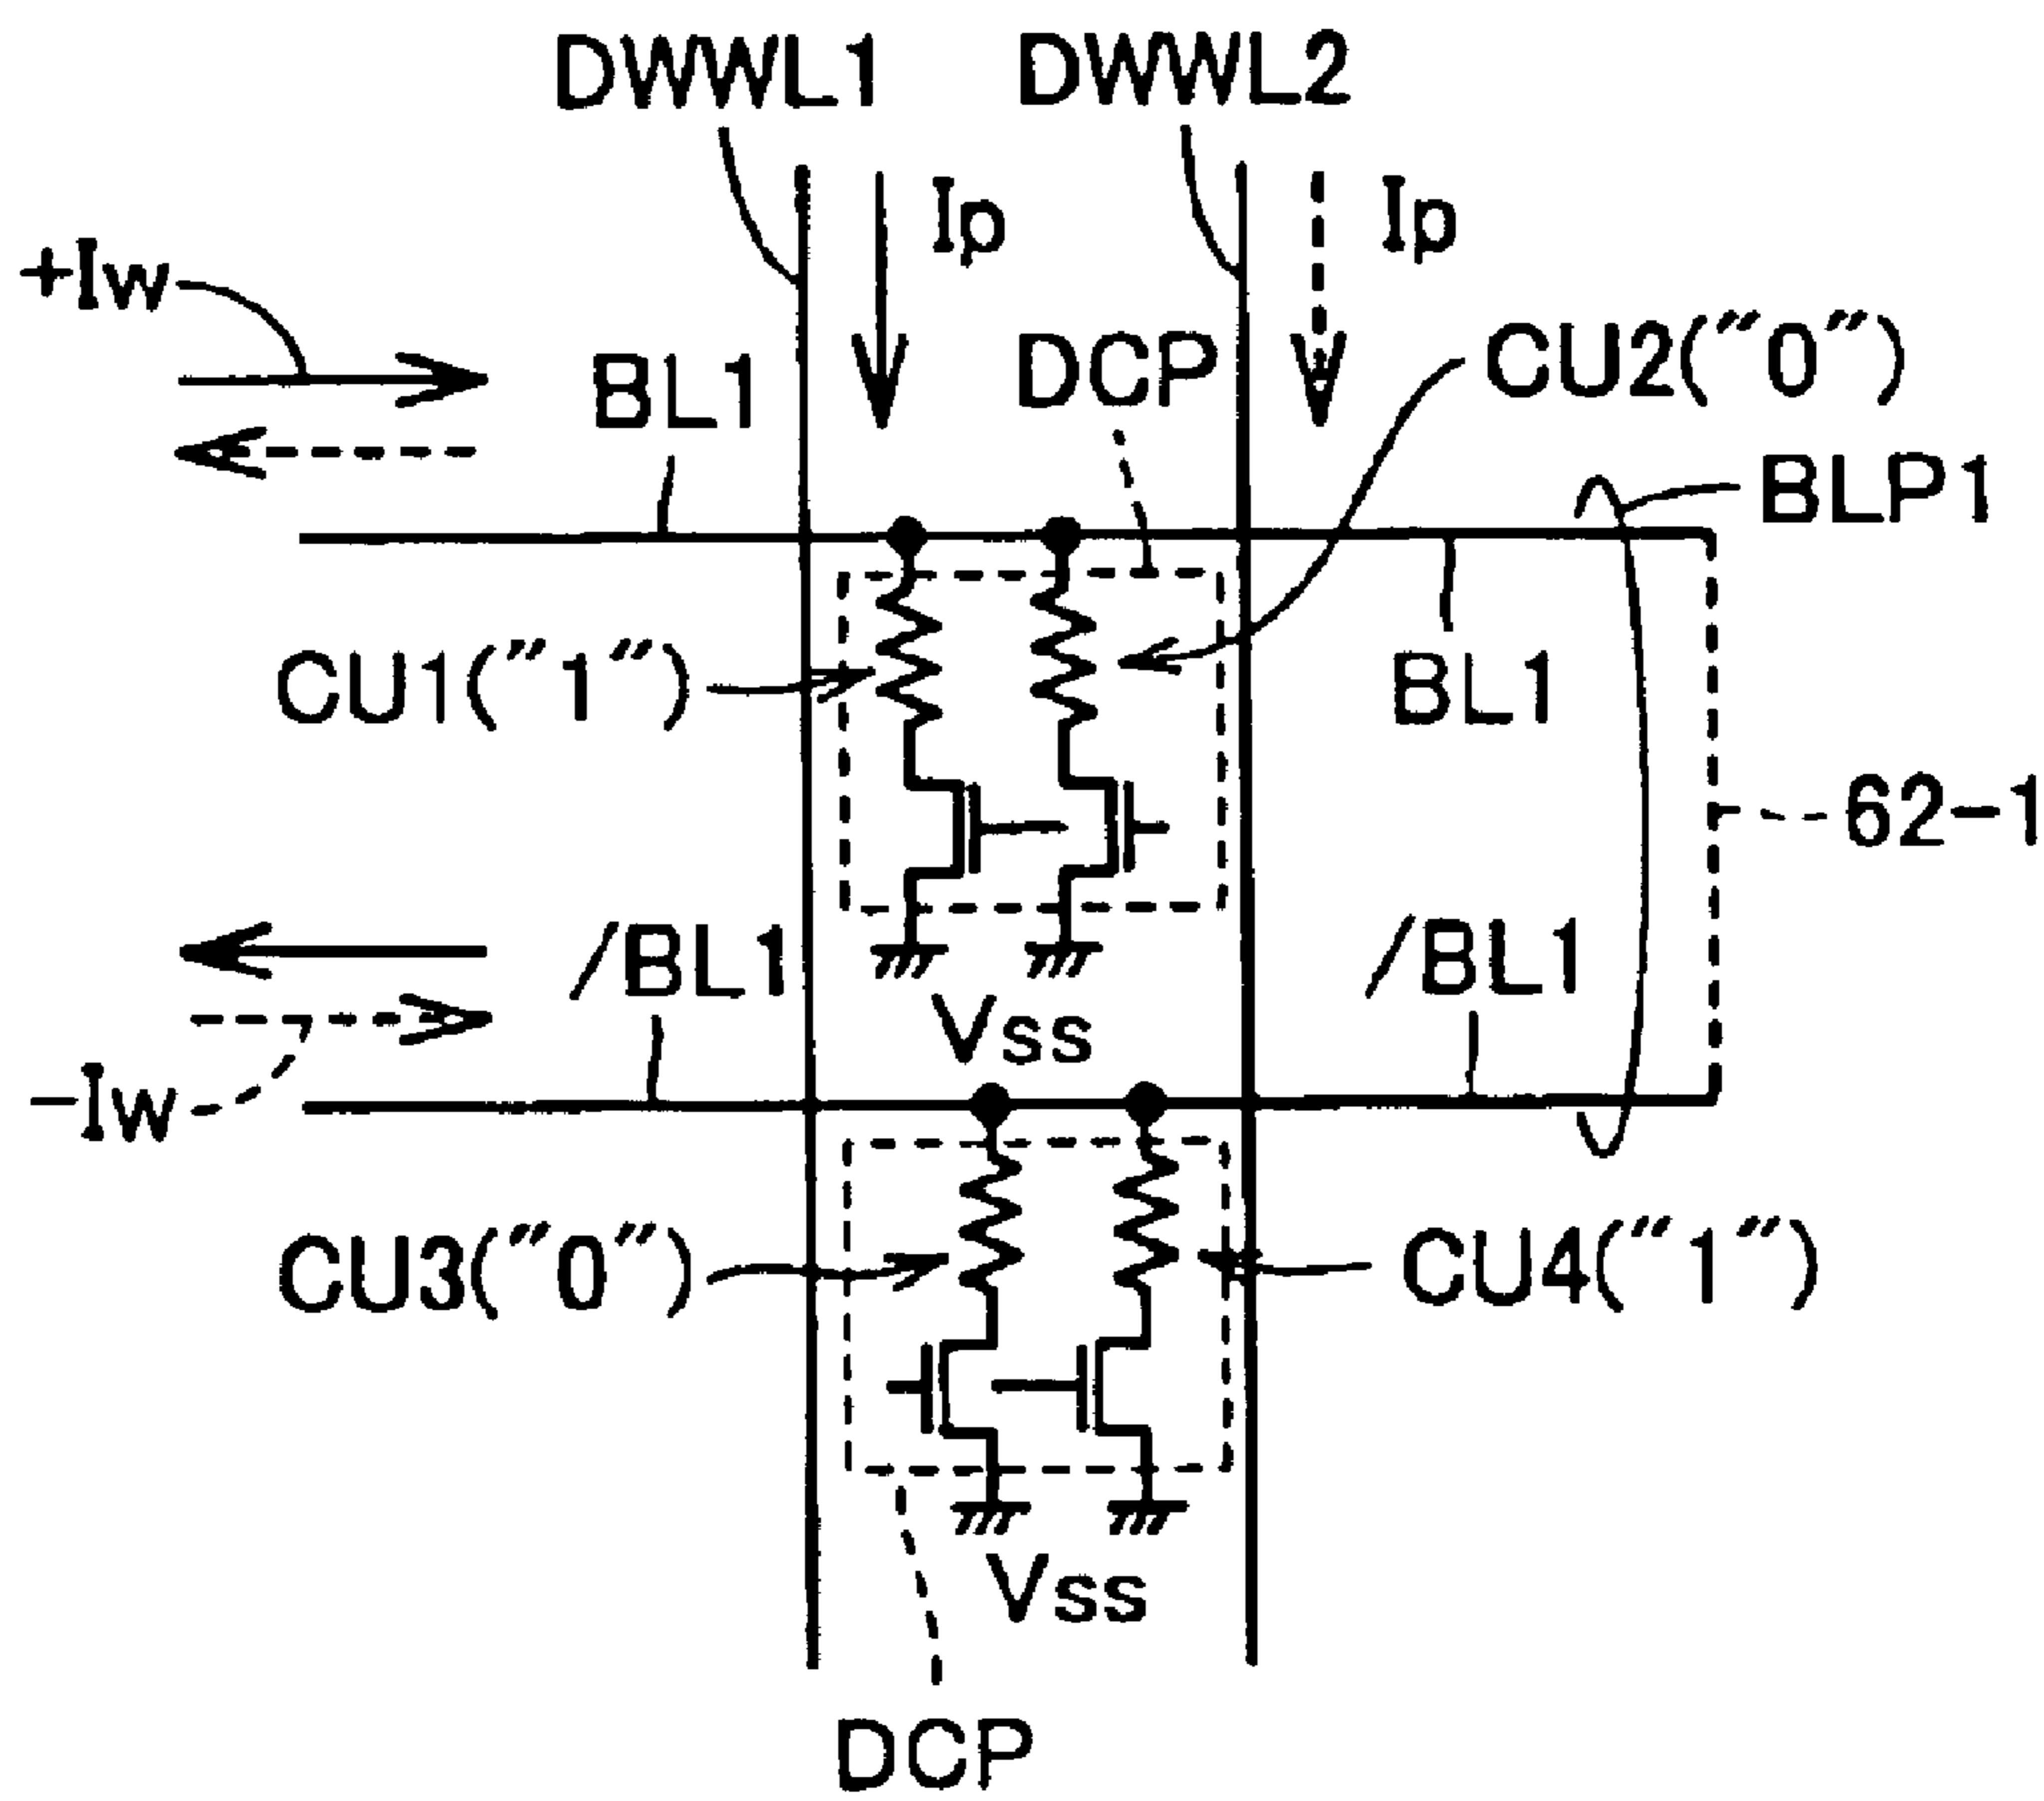 DWWL1 DWWL2
Ip Ip
+Iw
BL1 DCP CU2("0")
BLP1
CU1("1") BL1
62-1
/BL1 /BL1
Vss
-Iw
CU3("0") CU4("1")
Vss
DCP